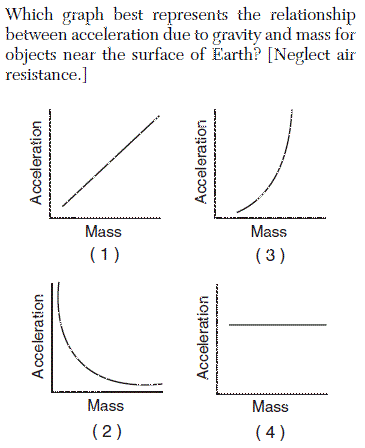 Which graph best represents the relationship
between acceleration due to gravity and mass for
objects near the surface of Earth? [Neglect air
resistance.]
Acceleration
Mass
( 1 )
Acceleration
Mass
( 3 )
Acceleration
Mass
( 2 )
Acceleration
Mass
( 4 )